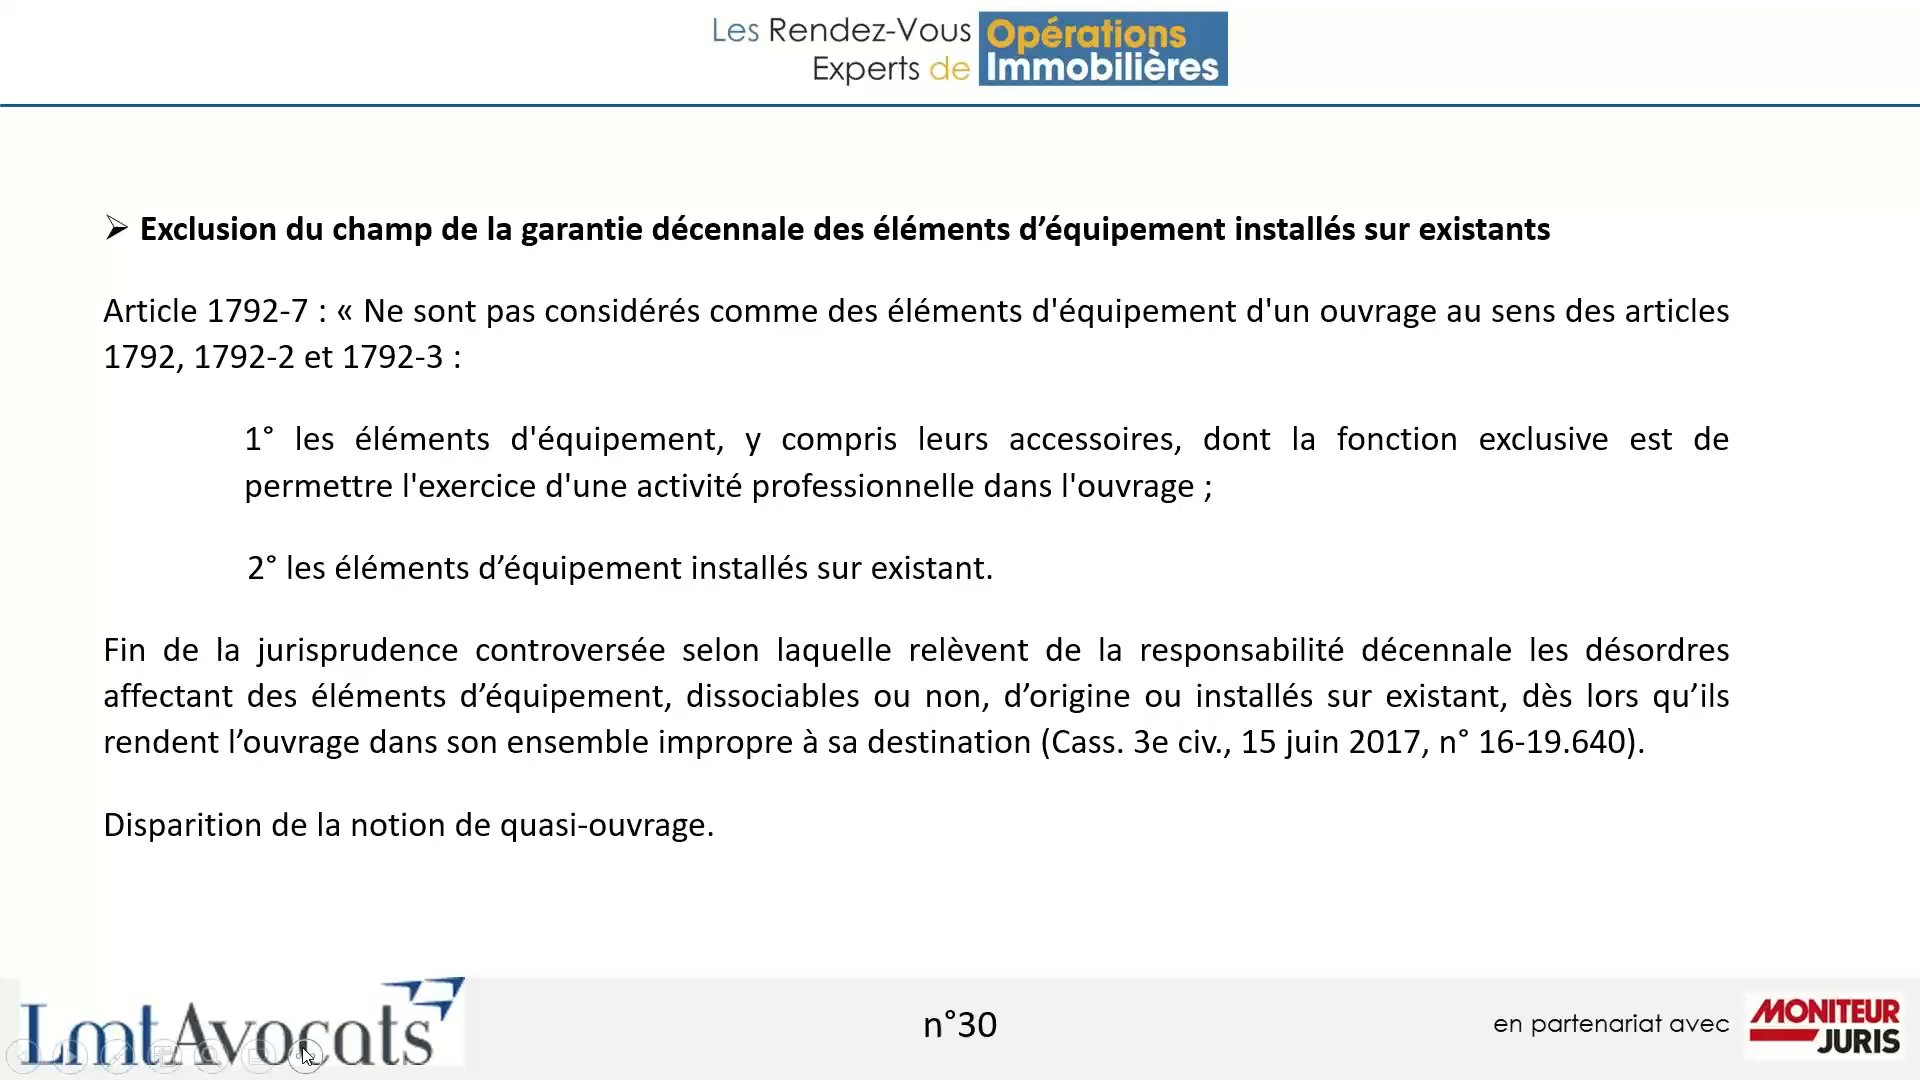 Les Rendez-Vous
Experts de
Opérations
Immobilières
Exclusion du champ de la garantie décennale des éléments d’équipement installés sur existants
Article 1792-7 : « Ne sont pas considérés comme des éléments d'équipement d'un ouvrage au sens des articles
1792, 1792-2 et 1792-3 :
1° les éléments d'équipement, y compris leurs accessoires, dont la fonction exclusive est de
permettre l'exercice d'une activité professionnelle dans l'ouvrage ;
2° les éléments d’équipement installés sur existant.
Fin de la jurisprudence controversée selon laquelle relèvent de la responsabilité décennale les désordres
affectant des éléments d’équipement, dissociables ou non, d’origine ou installés sur existant, dès lors qu’ils
rendent l’ouvrage dans son ensemble impropre à sa destination (Cass. 3e civ., 15 juin 2017, n° 16-19.640).
Disparition de la notion de quasi-ouvrage.
Lmt Avocats
n°30
en partenariat avec
MONITEUR
JURIS